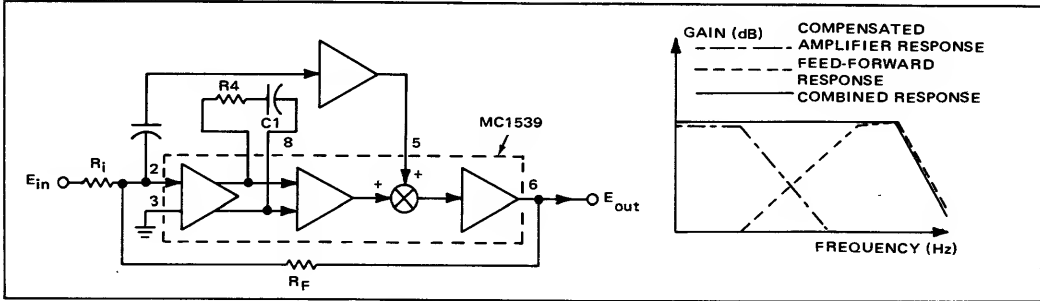 R4
C1
8
5
MC1539
Ri
2
Ein
3
+
+
6
Eout
RF
GAIN (dB)
COMPENSATED
AMPLIFIER RESPONSE
FEED-FORWARD
RESPONSE
COMBINED RESPONSE
FREQUENCY (Hz)